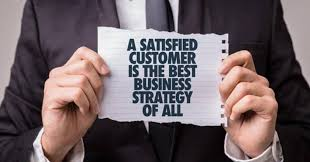 A SATISFIED
CUSTOMER
IS THE BEST
BUSINESS
STRATEGY
OF ALL